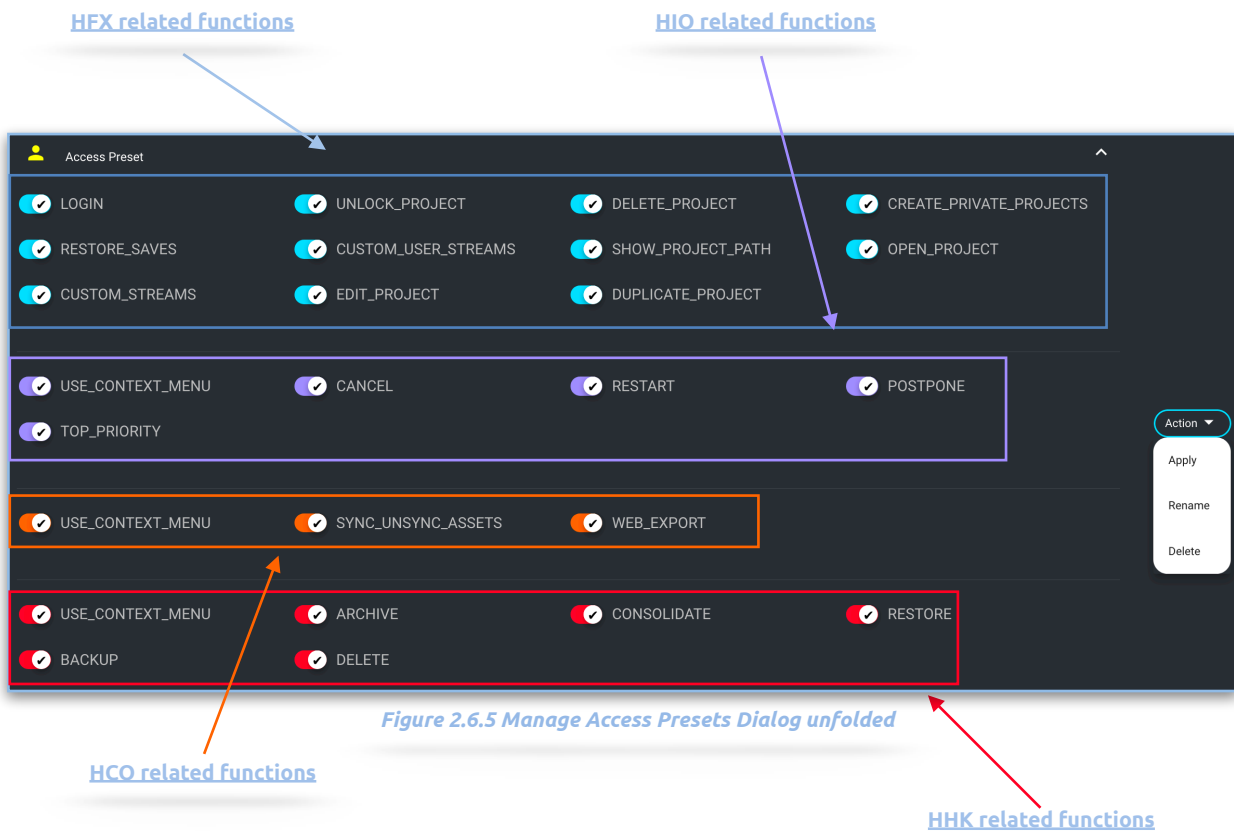 HFX related functions
HIO related functions
Access Preset
LOGIN UNLOCK_PROJECT DELETE_PROJECT CREATE_PRIVATE_PROJECTS
RESTORE_SAVES CUSTOM_USER_STREAMS SHOW_PROJECT_PATH OPEN_PROJECT
CUSTOM_STREAMS EDIT_PROJECT DUPLICATE_PROJECT
USE_CONTEXT_MENU CANCEL RESTART POSTPONE
TOP_PRIORITY
Action
Apply
Rename
Delete
USE_CONTEXT_MENU SYNC_UNSYNC_ASSETS WEB_EXPORT
USE_CONTEXT_MENU ARCHIVE CONSOLIDATE RESTORE
BACKUP DELETE
Figure 2.6.5 Manage Access Presets Dialog unfolded
HCO related functions
HHK related functions